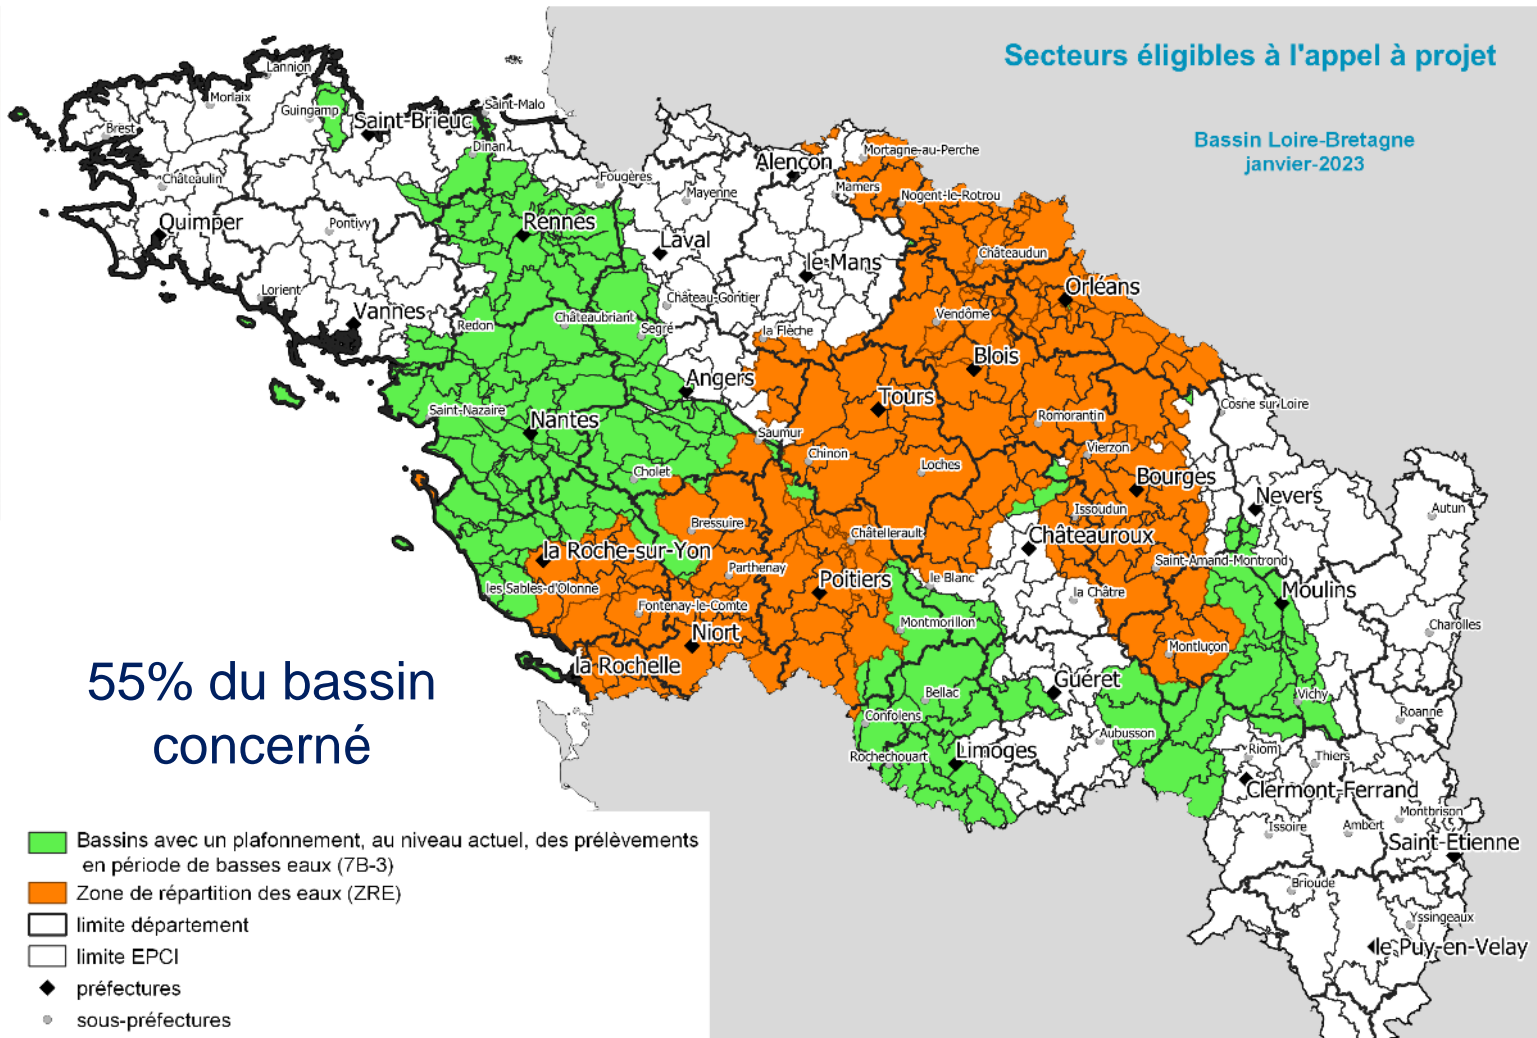 Secteurs éligibles à l'appel à projet
Bassin Loire-Bretagne
janvier-2023
Lannion
Morlaix
Guingamp
Saint-Malo
Brest
Saint-Brieuc
Dinan
Mortagne-au-Perche
Alençon
Châteaulin
Fougères
Mayenne
Mamers
Nogent-le-Rotrou
Quimper
Pontivy
Rennes
Laval
le Mans
Châteaudun
Lorient
Vannes
Château-Gontier
Orléans
Redon
Châteaubriant
Segré
la Flèche
Vendôme
Blois
Angers
Tours
Saint-Nazaire
Nantes
Romorantin
Cosne sur Loire
Saumur
Chinon
Loches
Vierzon
Cholet
Bourges
Nevers
Autun
Bressuire
Issoudun
Châtellerault
Châteauroux
la Roche-sur-Yon
Saint-Amand-Montrond
Parthenay
Poitiers
le Blanc
les Sables-d'Olonne
la Châtre
Moulins
Fontenay-le-Comte
Niort
Montmorillon
Charolles
Montluçon
la Rochelle
Guéret
Bellac
Vichy
Confolens
Roanne
Aubusson
Rochechouart
Limoges
Riom
Thiers
Clermont-Ferrand
Montbrison
Issoire
Ambert
Saint-Étienne
Brioude
Yssingeaux
le Puy-en-Velay
55% du bassin
concerné
Bassins avec un plafonnement, au niveau actuel, des prélèvements
en période de basses eaux (7B-3)
Zone de répartition des eaux (ZRE)
limite département
limite EPCI
préfectures
sous-préfectures